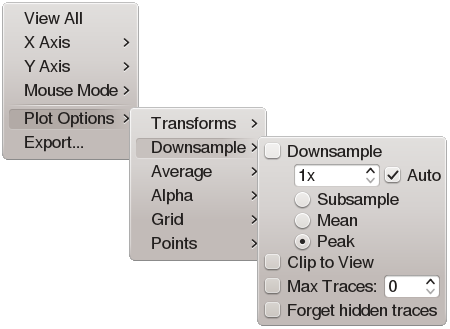 View All
X Axis
Y Axis
Mouse Mode
Plot Options
Export...
Transforms
Downsample
Average
Alpha
Grid
Points
Downsample
1x Auto
Subsample
Mean
Peak
Clip to View
Max Traces: 0
Forget hidden traces